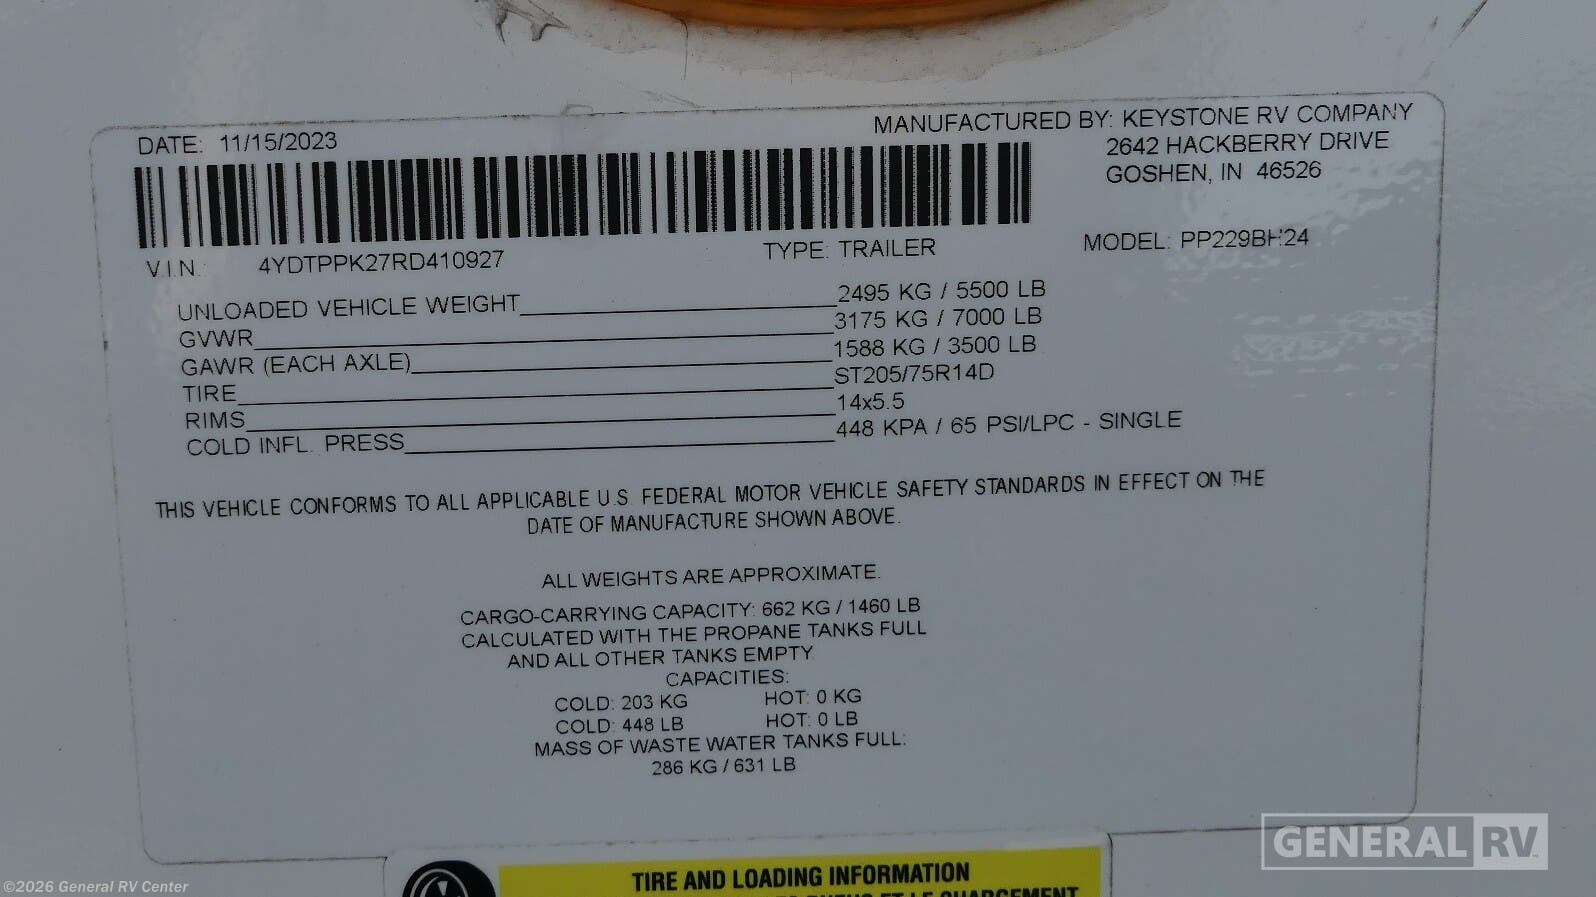 DATE: 11/15/2023
MANUFACTURED BY: KEYSTONE RV COMPANY
2642 HACKBERRY DRIVE
GOSHEN, IN 46526
V.I.N. 4YDTPPK27RD410927
TYPE: TRAILER
MODEL: PP229BH24
UNLOADED VEHICLE WEIGHT 2495 KG / 5500 LB
GVWR 3175 KG / 7000 LB
GAWR (EACH AXLE) 1588 KG / 3500 LB
TIRE ST205/75R14D
RIMS 14x5.5
COLD INFL. PRESS 448 KPA / 65 PSI/LPC - SINGLE
THIS VEHICLE CONFORMS TO ALL APPLICABLE U.S. FEDERAL MOTOR VEHICLE SAFETY STANDARDS IN EFFECT ON THE
DATE OF MANUFACTURE SHOWN ABOVE.
ALL WEIGHTS ARE APPROXIMATE.
CARGO-CARRYING CAPACITY: 662 KG / 1460 LB
CALCULATED WITH THE PROPANE TANKS FULL
AND ALL OTHER TANKS EMPTY
CAPACITIES:
COLD: 203 KG HOT: 0 KG
COLD: 448 LB HOT: 0 LB
MASS OF WASTE WATER TANKS FULL:
286 KG / 631 LB
GENERAL RV
TIRE AND LOADING INFORMATION
ET LE CHARGEMENT
©2026 General RV Center